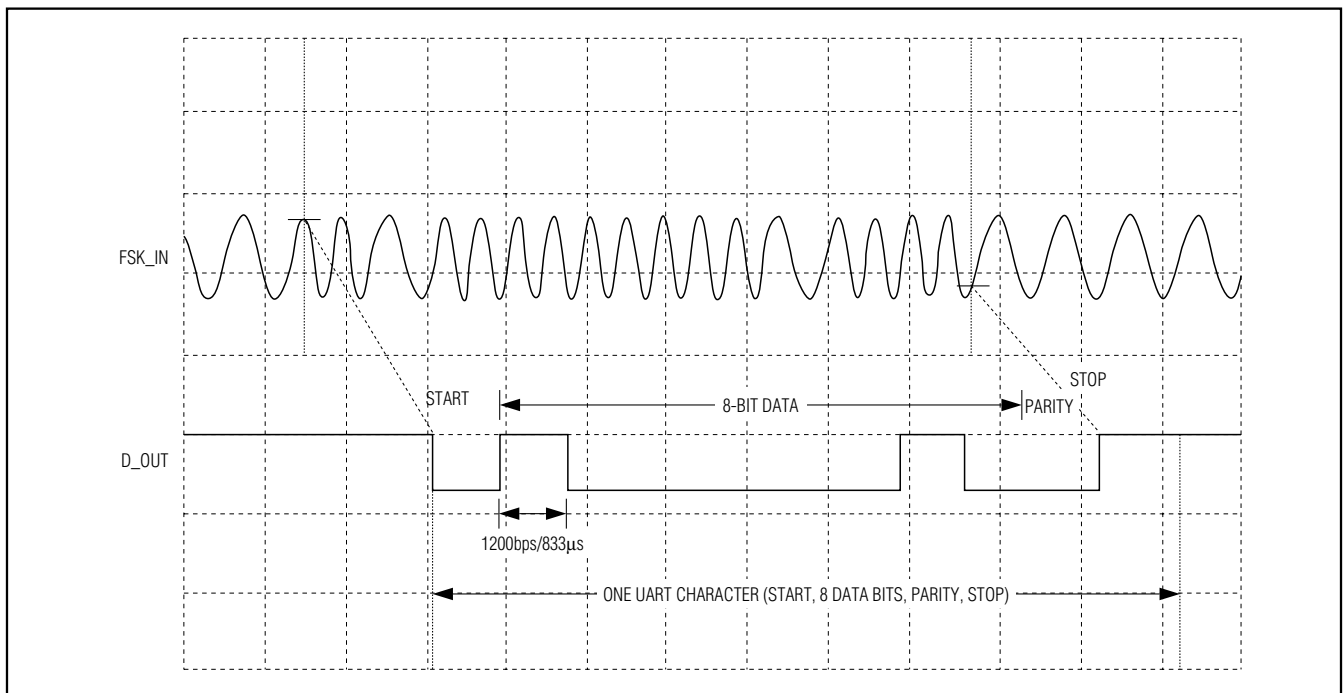 FSK_IN
START
8-BIT DATA
STOP
PARITY
D_OUT
1200bps/833μs
ONE UART CHARACTER (START, 8 DATA BITS, PARITY, STOP)